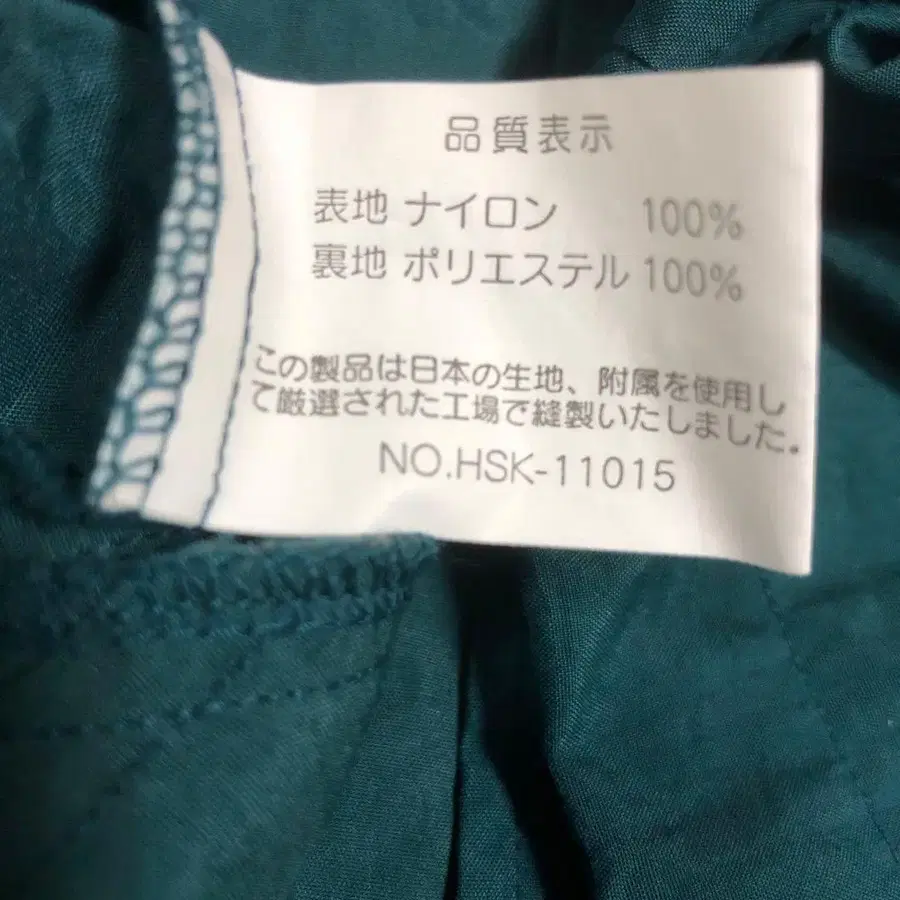 品質表示
表地 ナイロン 100%
裏地 ポリエステル 100%
この製品は日本の生地、附属を使用し
て厳選された工場で縫製いたしました。
NO.HSK-11015